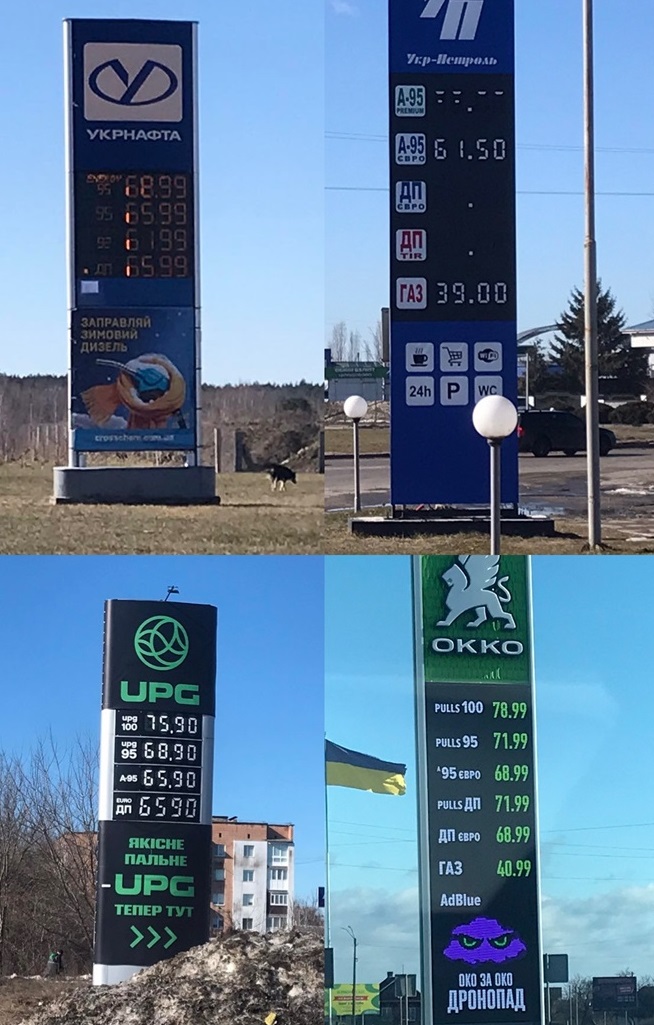 УКРНАФТА
ENERGY
95 68.99
95 65.99
92 61.99
ДП 65.99
ЗАПРАВЛЯЙ
ЗИМОВИЙ
ДИЗЕЛЬ
Укр-Петроль
А-95
PREMIUM
А-95 61.50
ЄВРО
ДП
ЄВРО
ДП
TIR
ГАЗ 39.00
WiFi
24h P WC
UPG
upg
100 75.90
upg
95 68.90
А-95 65.90
EURO
ДП 65.90
ЯКІСНЕ
ПАЛЬНЕ
UPG
ТЕПЕР ТУТ
OKKO
PULLS 100 78.99
PULLS 95 71.99
А95 ЄВРО 68.99
PULLS ДП 71.99
ДП ЄВРО 68.99
ГАЗ 40.99
AdBlue
ОКО ЗА ОКО
ДРОНОПАД